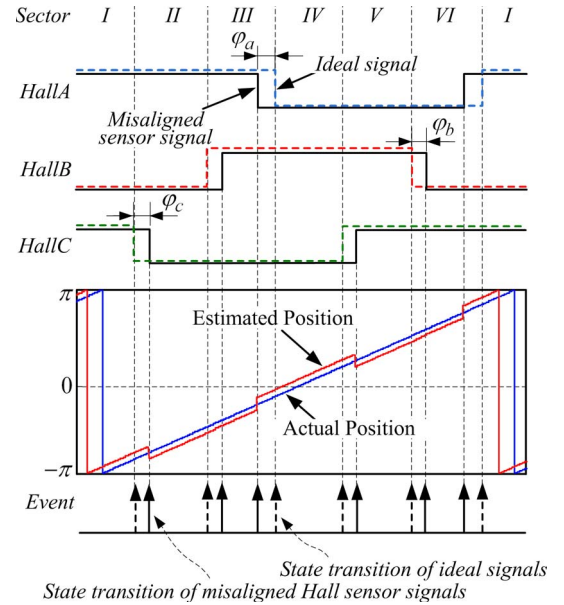 Sector I II III IV V VI I
φa
Ideal signal
HallA
Misaligned
sensor signal
φb
HallB
φc
HallC
π
Estimated Position
0
Actual Position
−π
Event
State transition of ideal signals
State transition of misaligned Hall sensor signals